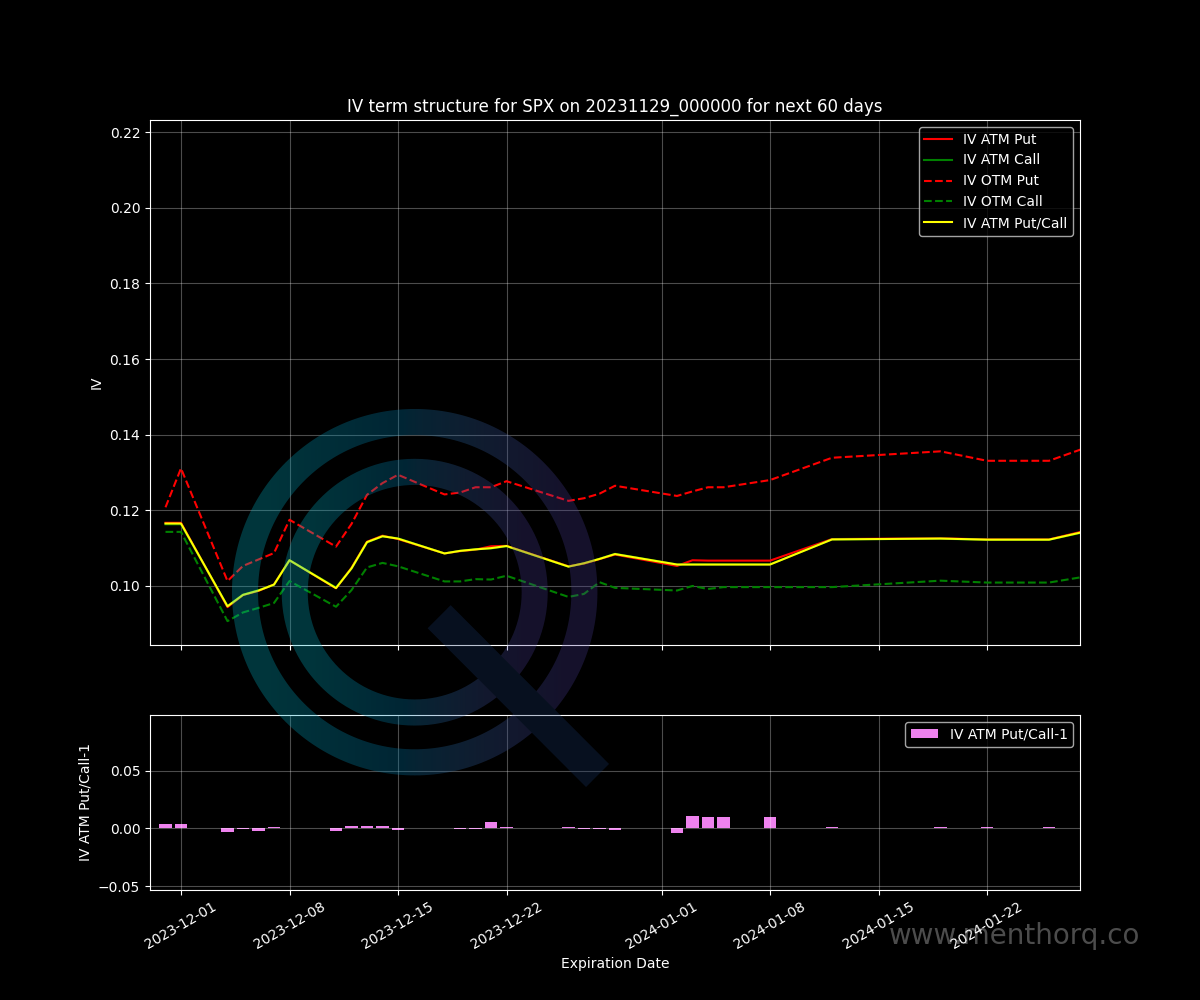 IV term structure for SPX on 20231129_000000 for next 60 days
0.22
0.20
0.18
0.16
0.14
0.12
0.10
IV
IV ATM Put
IV ATM Call
IV OTM Put
IV OTM Call
IV ATM Put/Call
0.05
0.00
−0.05
IV ATM Put/Call-1
IV ATM Put/Call-1
2023-12-01
2023-12-08
2023-12-15
2023-12-22
2024-01-01
2024-01-08
2024-01-15
2024-01-22
www.menthorq.co
Expiration Date